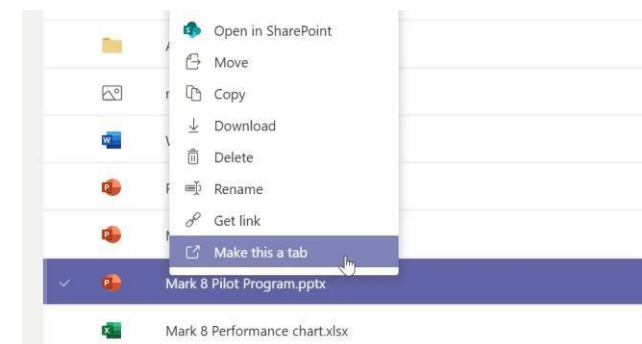 Open in SharePoint
Move
Copy
Download
Delete
Rename
Get link
Make this a tab
Mark 8 Pilot Program.pptx
Mark 8 Performance chart.xlsx